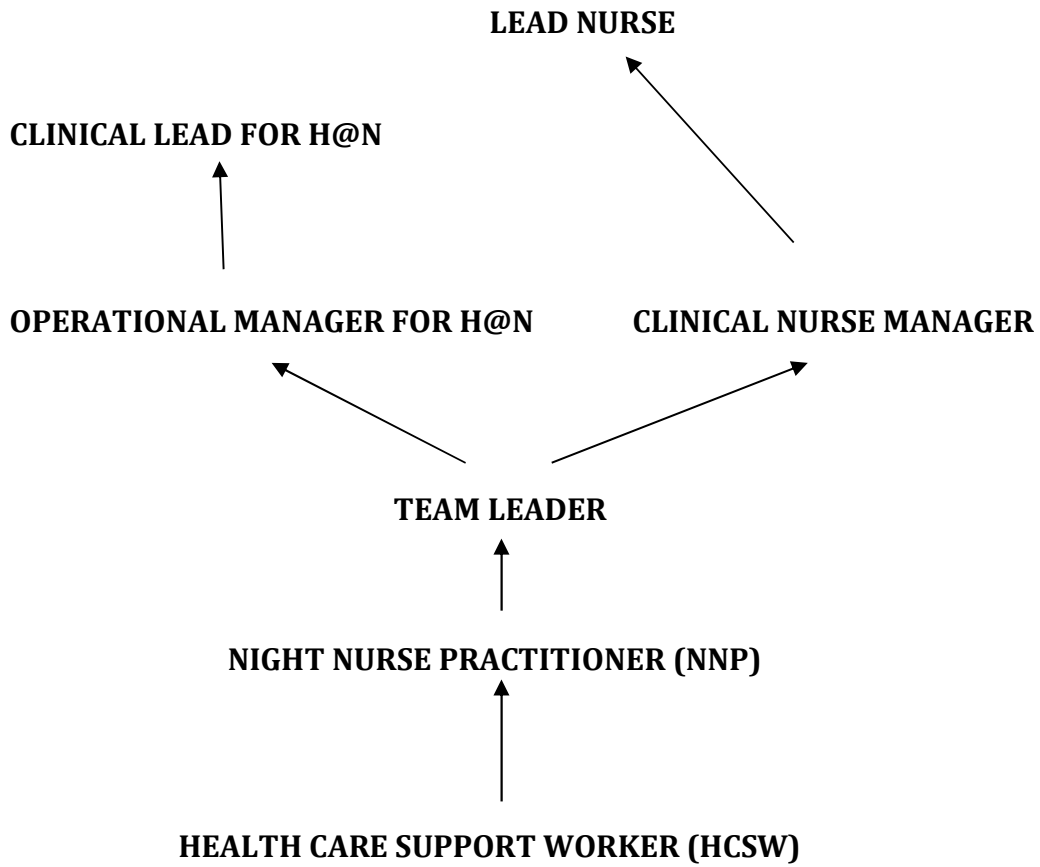 LEAD NURSE
CLINICAL LEAD FOR H@N
OPERATIONAL MANAGER FOR H@N
CLINICAL NURSE MANAGER
TEAM LEADER
NIGHT NURSE PRACTITIONER (NNP)
HEALTH CARE SUPPORT WORKER (HCSW)